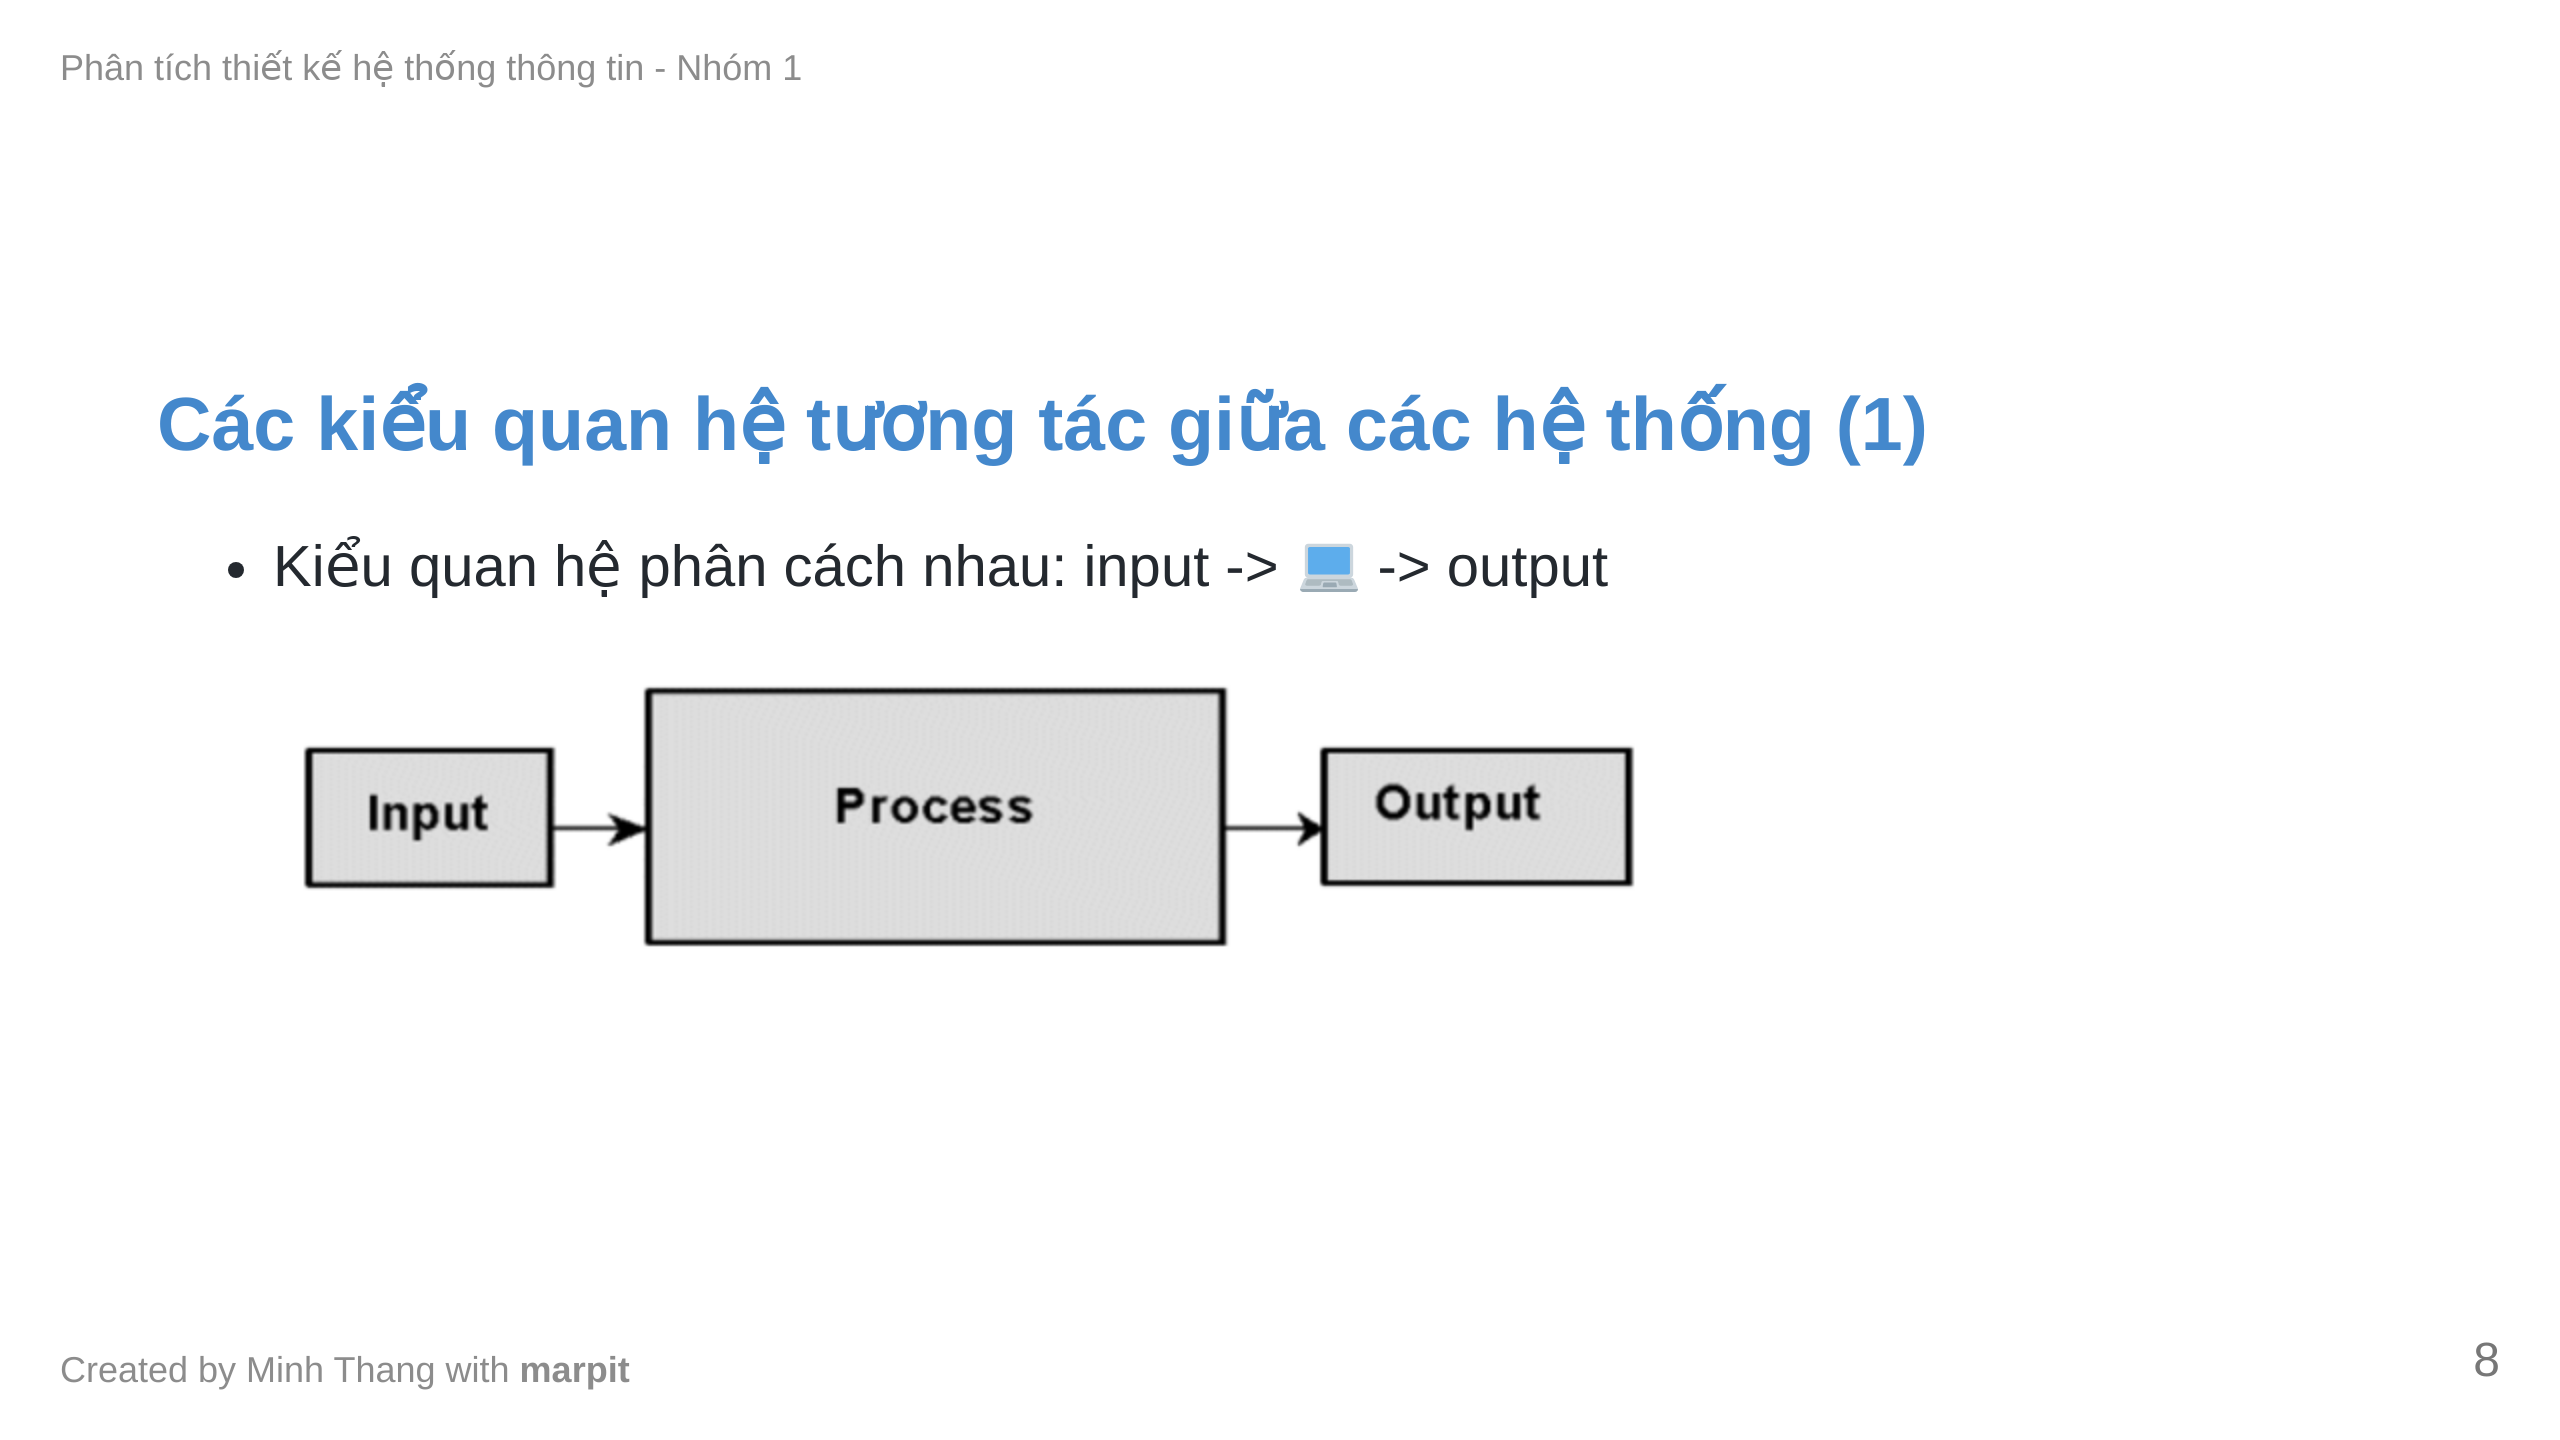 Phân tích thiết kế hệ thống thông tin - Nhóm 1
Các kiểu quan hệ tương tác giữa các hệ thống (1)
• Kiểu quan hệ phân cách nhau: input -> 💻 -> output
Input
Process
Output
Created by Minh Thang with marpit
8